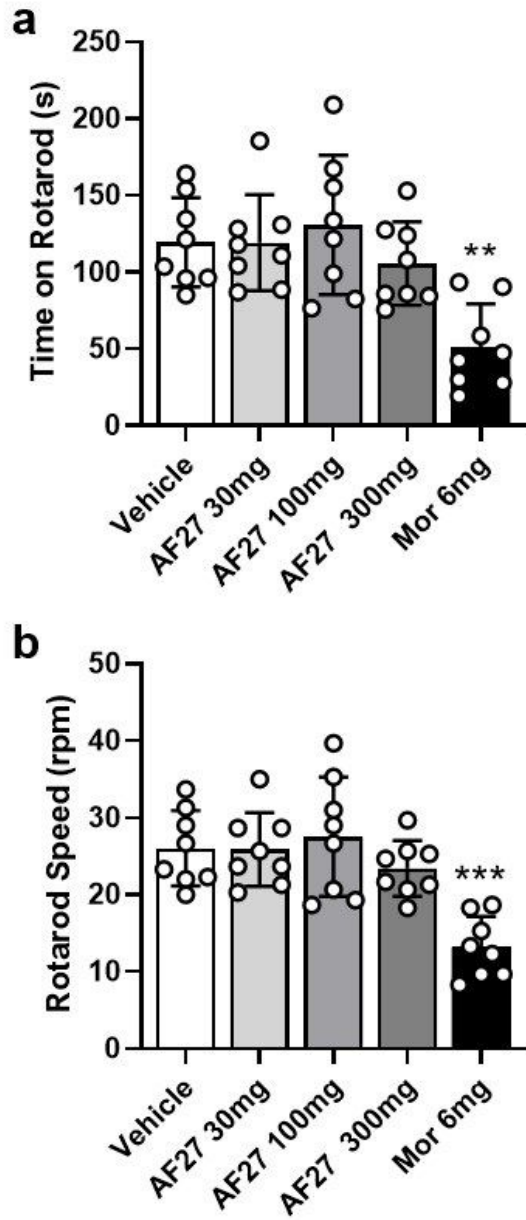 a
Time on Rotarod (s)
250
200
150
100
50
0
**
Vehicle
AF27 30mg
AF27 100mg
AF27  300mg
Mor 6mg
b
Rotarod Speed (rpm)
50
40
30
20
10
0
***
Vehicle
AF27 30mg
AF27 100mg
AF27  300mg
Mor 6mg